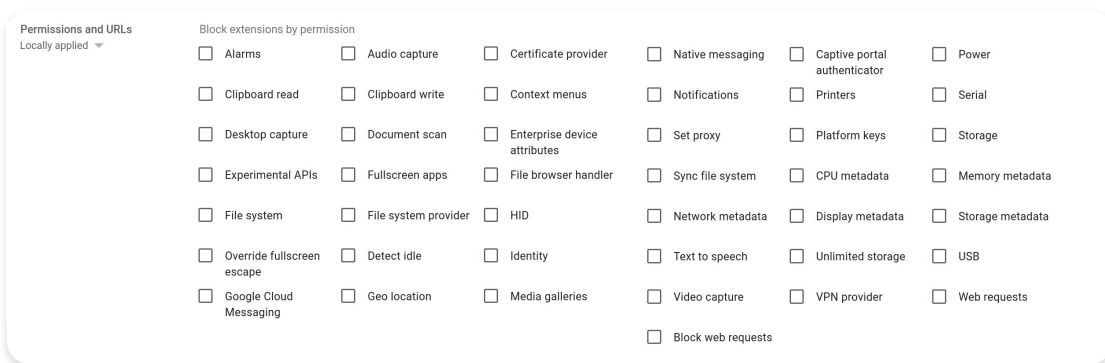 Permissions and URLs
Locally applied
Block extensions by permission
Alarms
Audio capture
Certificate provider
Native messaging
Captive portal
authenticator
Power
Clipboard read
Clipboard write
Context menus
Notifications
Printers
Serial
Desktop capture
Document scan
Enterprise device
attributes
Set proxy
Platform keys
Storage
Experimental APIs
Fullscreen apps
File browser handler
Sync file system
CPU metadata
Memory metadata
File system
File system provider
HID
Network metadata
Display metadata
Storage metadata
Override fullscreen
escape
Detect idle
Identity
Text to speech
Unlimited storage
USB
Google Cloud
Messaging
Geo location
Media galleries
Video capture
VPN provider
Web requests
Block web requests